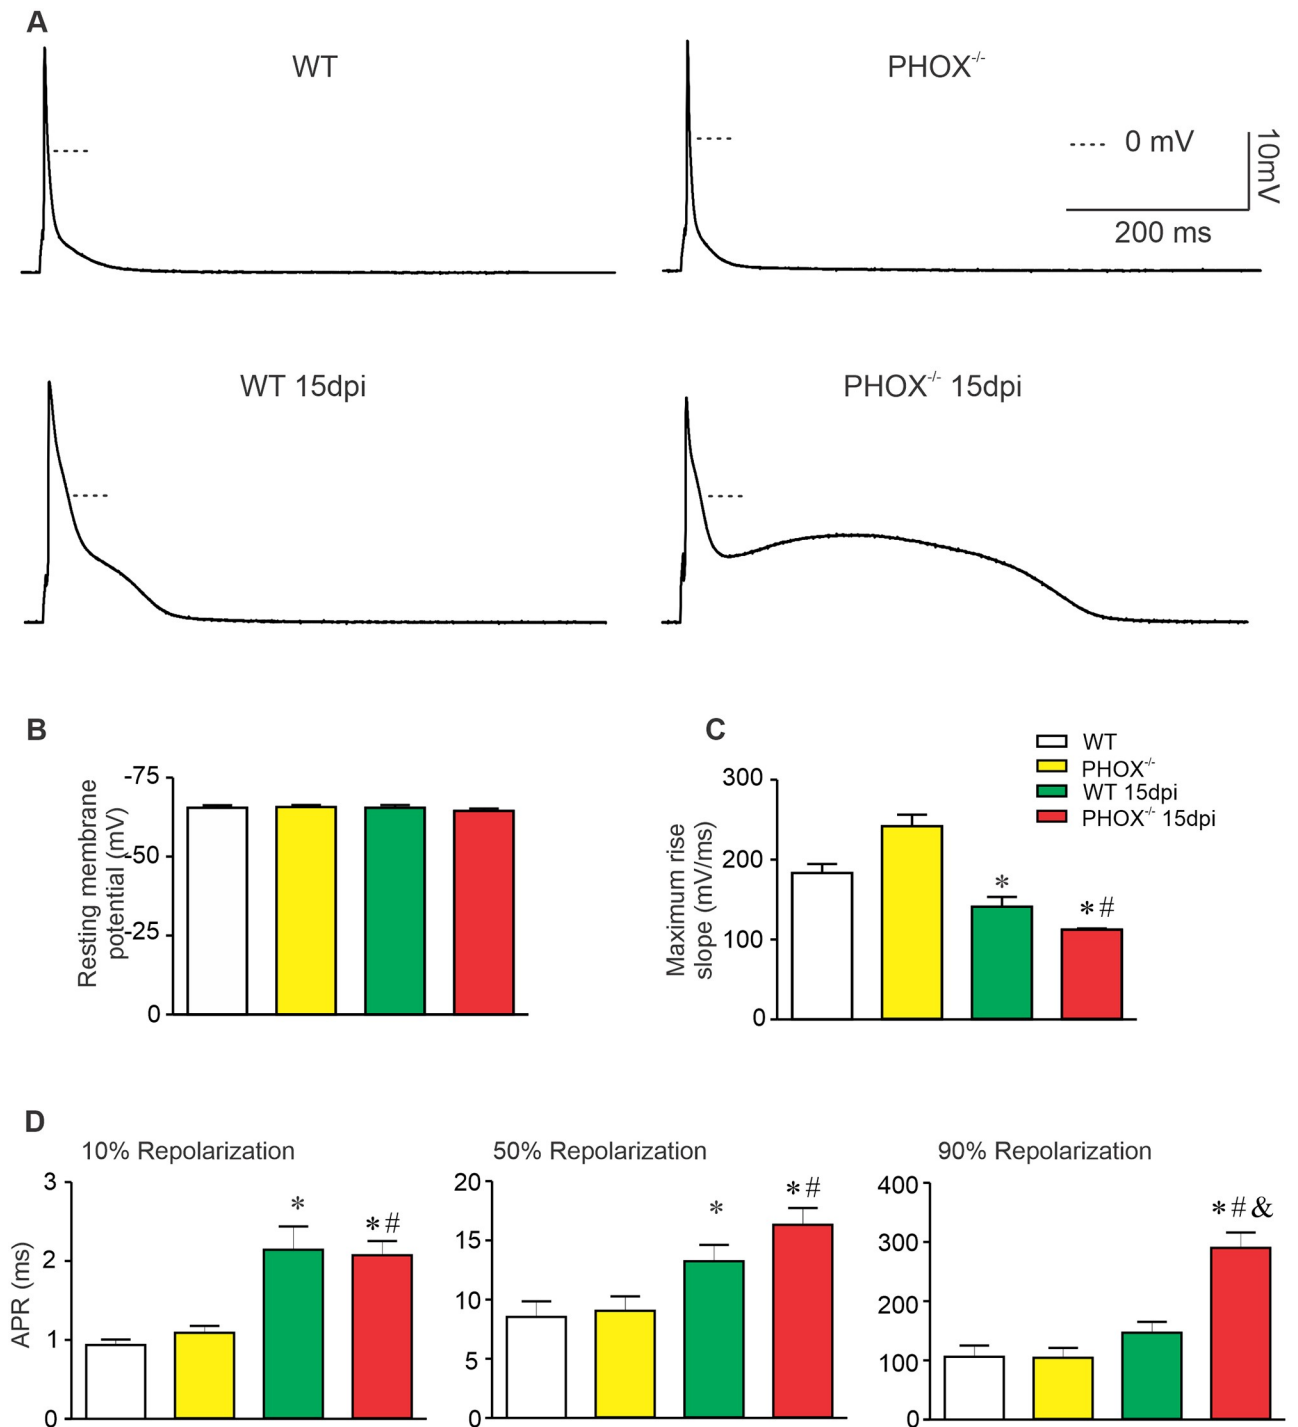 A
WT
PHOX-/-
0 mV
10mV
200 ms
WT 15dpi
PHOX-/- 15dpi
B
Resting membrane
potential (mV)
-75
-50
-25
0
C
WT
PHOX-/-
WT 15dpi
PHOX-/- 15dpi
Maximum rise
slope (mV/ms)
300
200
100
0
*
*#
D
10% Repolarization
APR (ms)
3
2
1
0
*
*#
50% Repolarization
20
15
10
5
0
*
*#
90% Repolarization
400
300
200
100
0
*#&